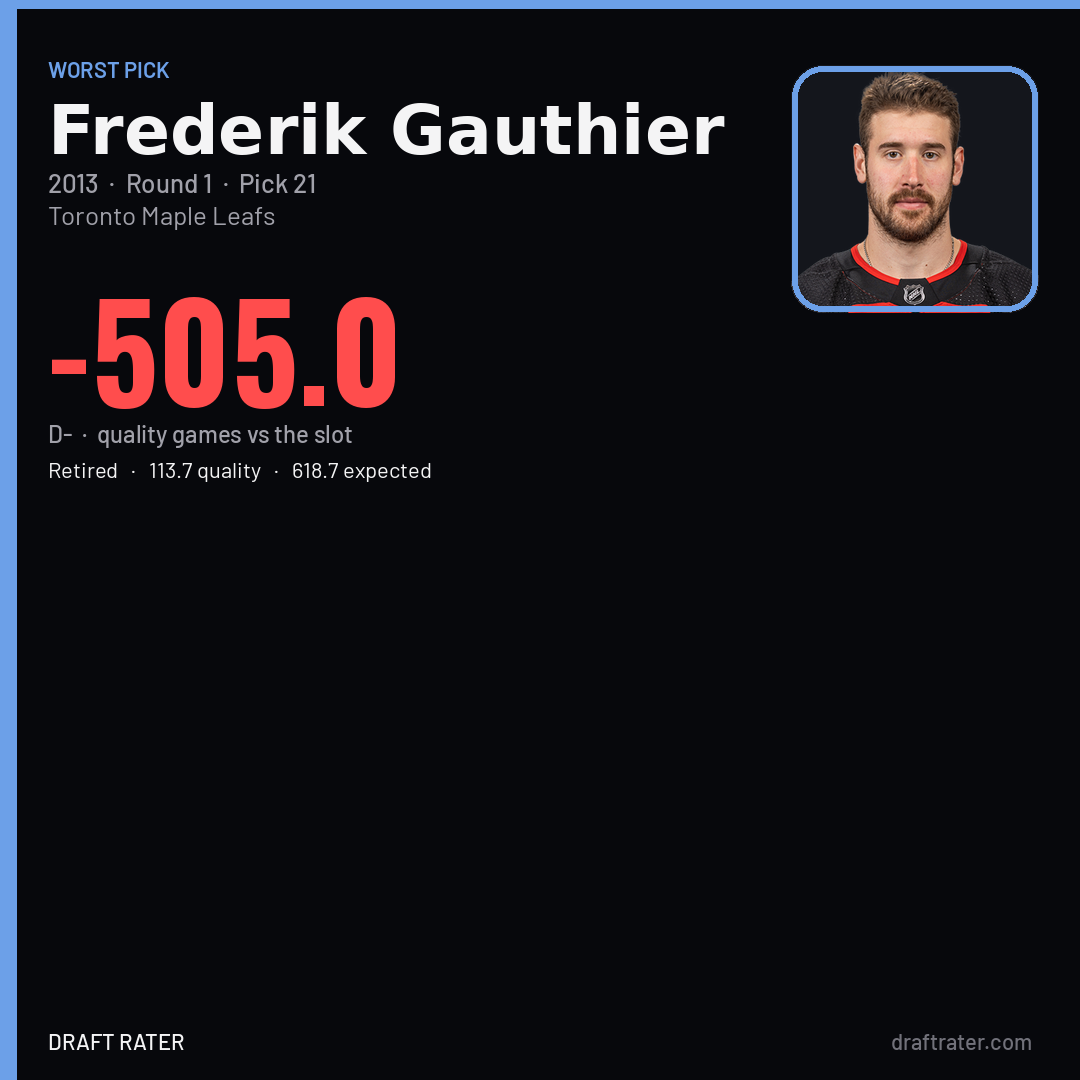 WORST PICK
Frederik Gauthier
2013 · Round 1 · Pick 21
Toronto Maple Leafs
-505.0
D- · quality games vs the slot
Retired · 113.7 quality · 618.7 expected
DRAFT RATER
draftrater.com